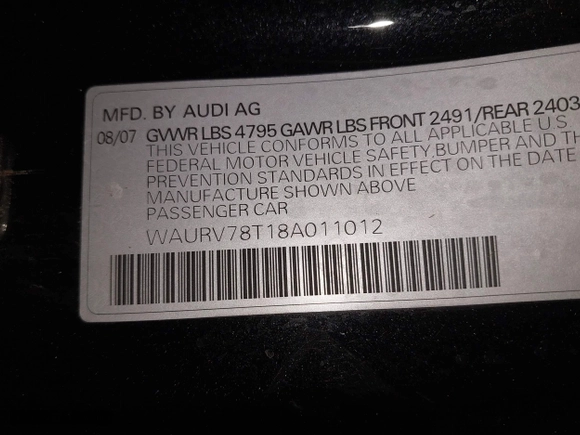 MFD. BY AUDI AG
08/07 GVWR LBS 4795 GAWR LBS FRONT 2491/REAR 2403
THIS VEHICLE CONFORMS TO ALL APPLICABLE U S
FEDERAL MOTOR VEHICLE SAFETY,BUMPER AND TH
PREVENTION STANDARDS IN EFFECT ON THE DATE
MANUFACTURE SHOWN ABOVE
PASSENGER CAR
WAURV78T18A011012